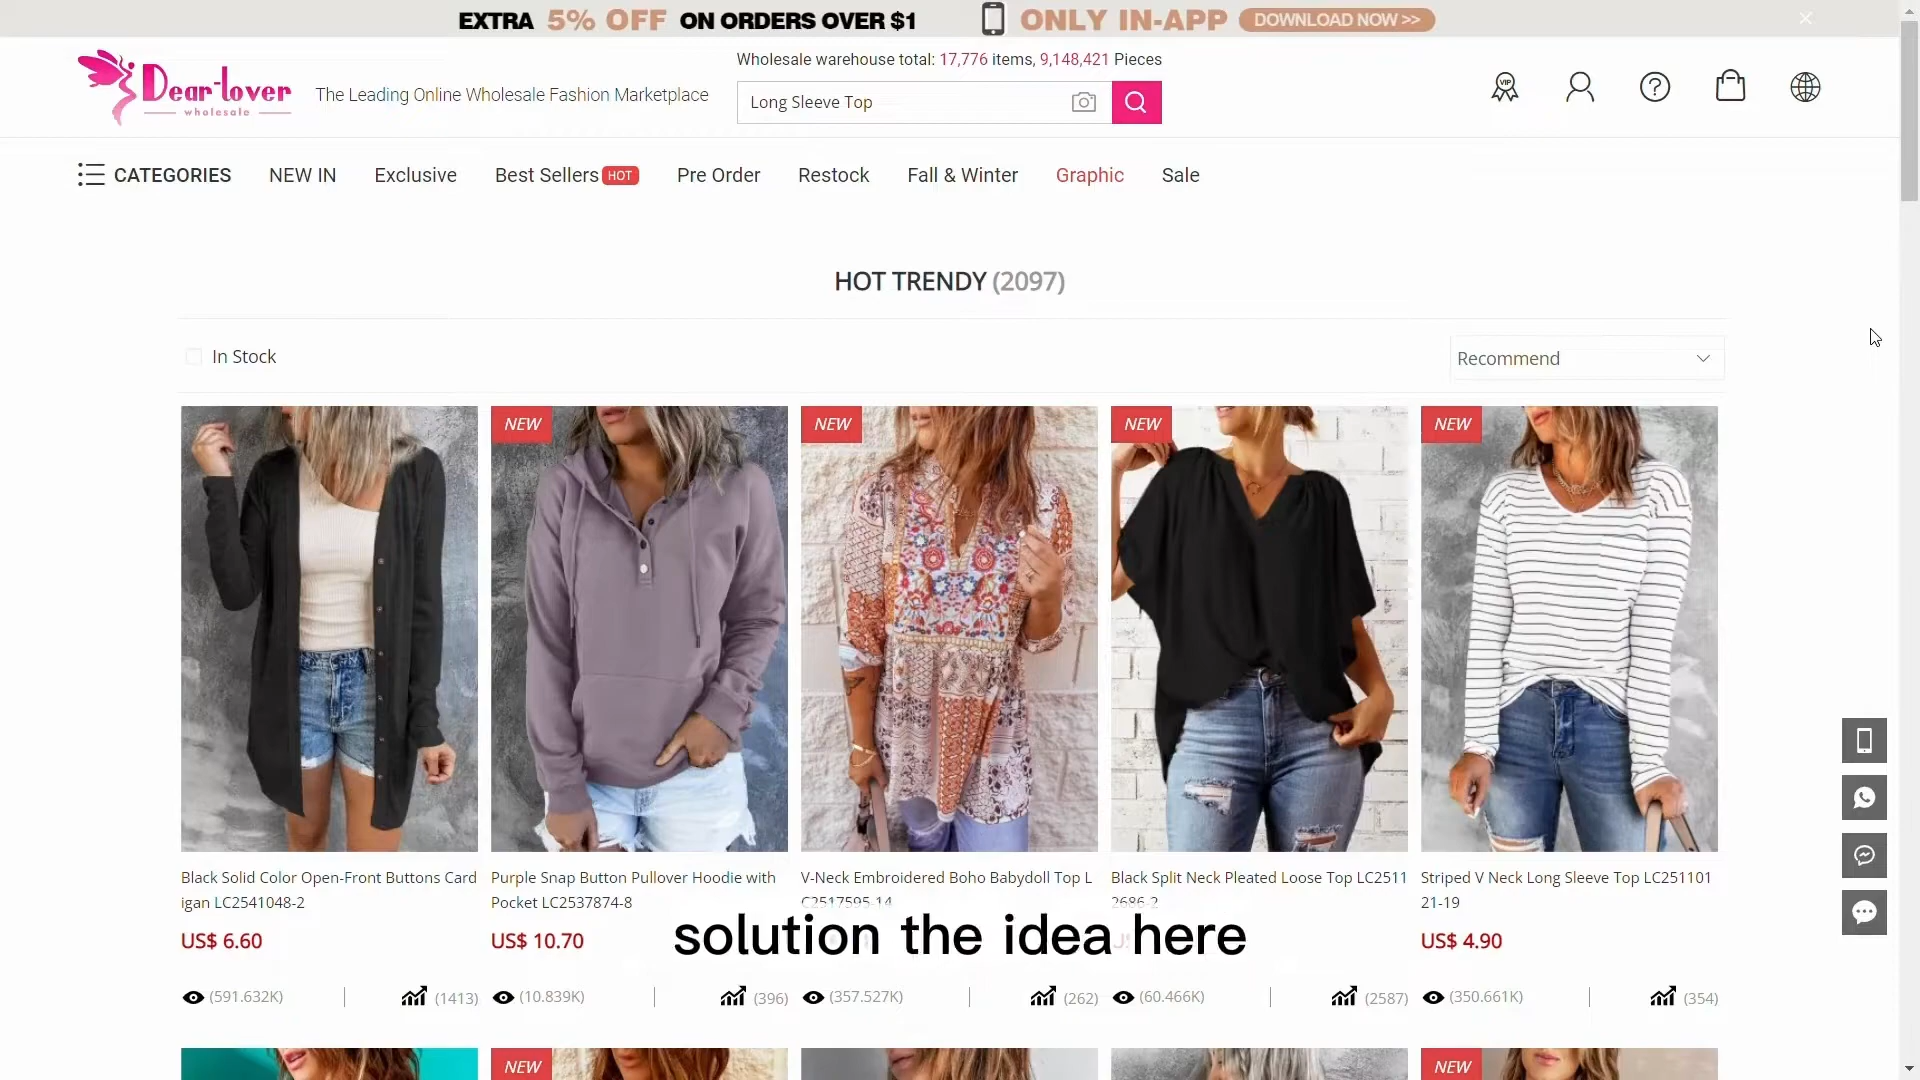 EXTRA 5% OFF ON ORDERS OVER $1 ONLY IN-APP DOWNLOAD NOW >>
Wholesale warehouse total: 17,776 items, 9,148,421 Pieces
Dear-lover
wholesale
The Leading Online Wholesale Fashion Marketplace
Long Sleeve Top
VIP
CATEGORIES NEW IN Exclusive Best Sellers HOT Pre Order Restock Fall & Winter Graphic Sale
HOT TRENDY (2097)
In Stock
Recommend
NEW
NEW
NEW
NEW
Black Solid Color Open-Front Buttons Card
igan LC2541048-2
US$ 6.60
(591.632K) (1413)
Purple Snap Button Pullover Hoodie with
Pocket LC2537874-8
US$ 10.70
(10.839K) (396)
V-Neck Embroidered Boho Babydoll Top L
C2517595-14
(357.527K) (262)
Black Split Neck Pleated Loose Top LC2511
2686-2
(60.466K) (2587)
Striped V Neck Long Sleeve Top LC251101
21-19
US$ 4.90
(350.661K) (354)
solution the idea here
NEW
NEW